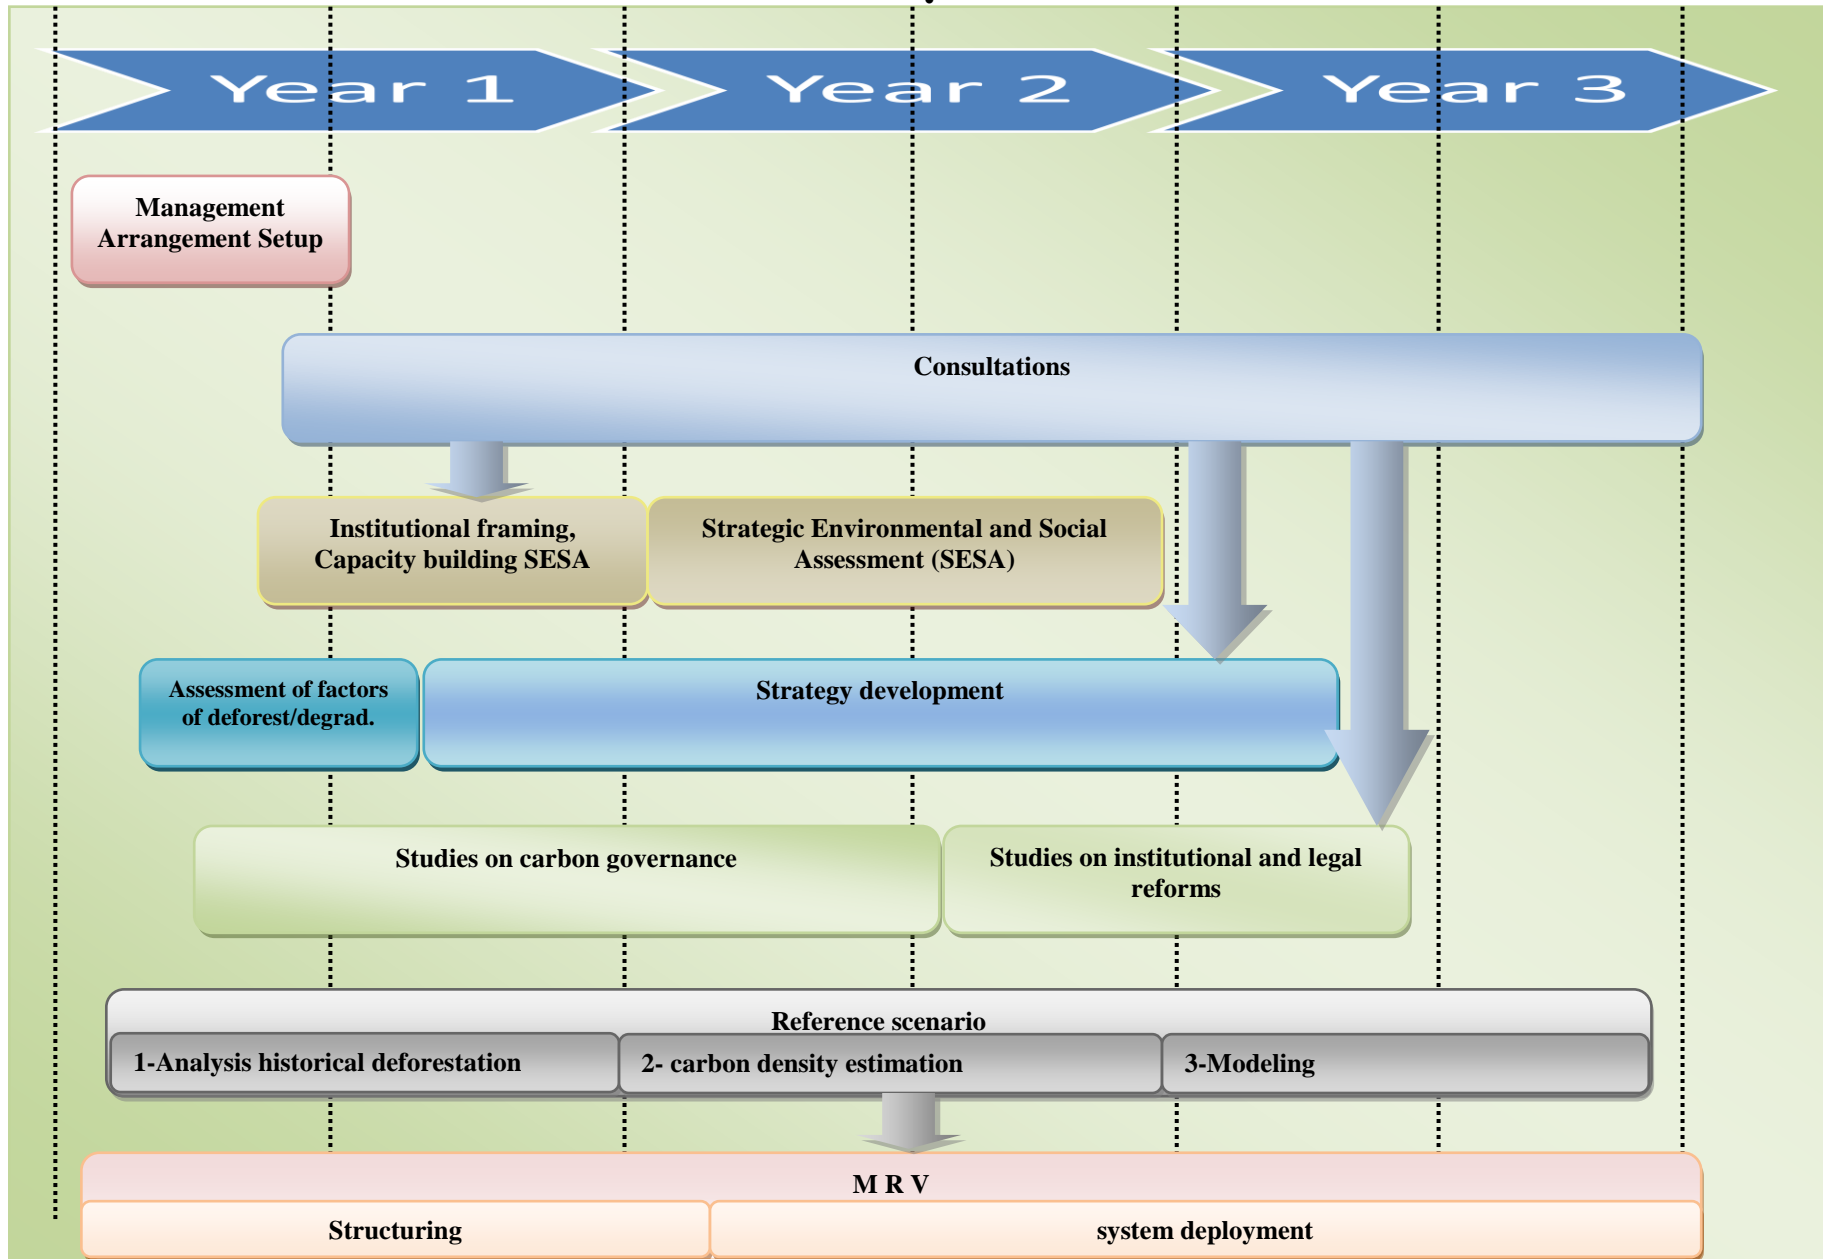 Year 1
Year 2
Year 3
Management
Arrangement Setup
Consultations
Institutional framing,
Capacity building SESA
Strategic Environmental and Social
Assessment (SESA)
Assessment of factors
of deforest/degrad.
Strategy development
Studies on carbon governance
Studies on institutional and legal
reforms
Reference scenario
1-Analysis historical deforestation
2- carbon density estimation
3-Modeling
M R V
Structuring
system deployment